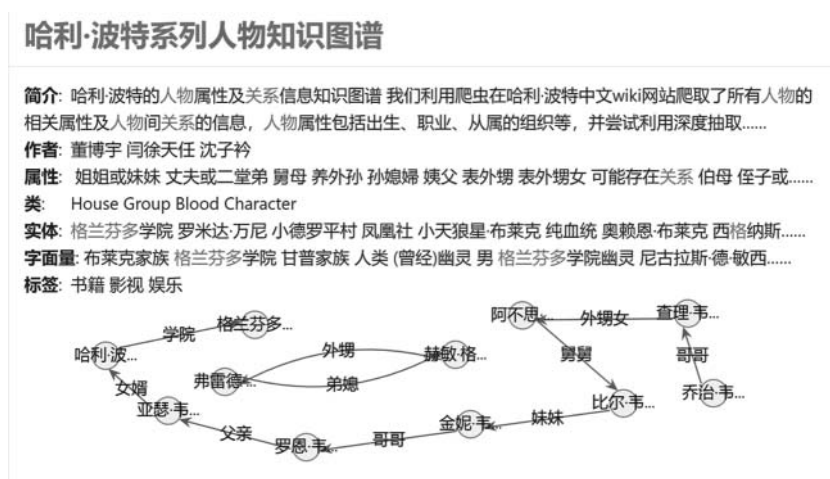 哈利·波特系列人物知识图谱
简介: 哈利·波特的人物属性及关系信息知识图谱 我们利用爬虫在哈利·波特中文wiki网站爬取了所有人物的
相关属性及人物间关系的信息，人物属性包括出生、职业、从属的组织等，并尝试利用深度抽取......
作者: 董博宇 闫徐天任 沈子衿
属性: 姐姐或妹妹 丈夫或二堂弟 舅母 养外孙 孙媳婦 姨父 表外甥 表外甥女 可能存在关系 伯母 侄子或......
类: House Group Blood Character
实体: 格兰芬多学院 罗米达·万尼 小德罗平村 凤凰社 小天狼星·布莱克 纯血统 奥赖恩·布莱克 西格纳斯......
字面量: 布莱克家族 格兰芬多学院 甘普家族 人类 (曾经)幽灵 男 格兰芬多学院幽灵 尼古拉斯·德·敏西......
标签: 书籍 影视 娱乐
格兰芬多...
学院
哈利·波...
阿不思...
外甥女
查理·韦...
外甥
弗雷德·...
赫敏·格...
弟媳
舅舅
哥哥
女婿
亚瑟·韦...
比尔·韦...
乔治·韦...
父亲
罗恩·韦...
哥哥
金妮·韦...
妹妹